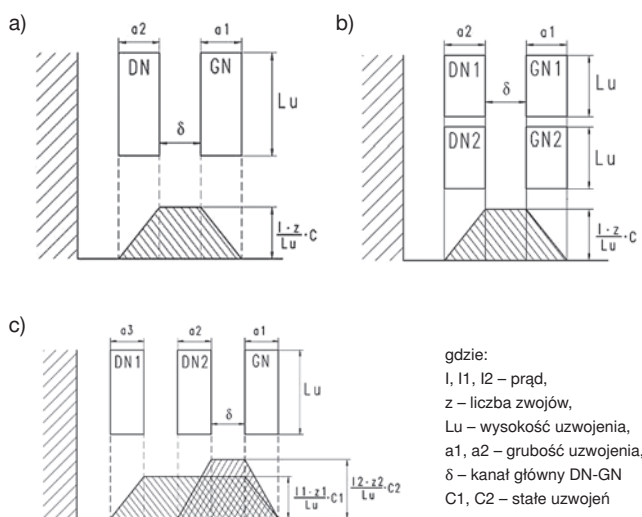 a)
a2
a1
DN
GN
Lu
δ
I·z
Lu
·C
b)
a2
a1
DN1
GN1
Lu
δ
DN2
GN2
Lu
I·z
Lu
·C
c)
a3
a2
a1
DN1
DN2
GN
Lu
δ
I1·z1
Lu
·C1
I2·z2
Lu
·C2
gdzie:
I, I1, I2 – prąd,
z – liczba zwojów,
Lu – wysokość uzwojenia,
a1, a2 – grubość uzwojenia,
δ – kanał główny DN-GN
C1, C2 – stałe uzwojeń